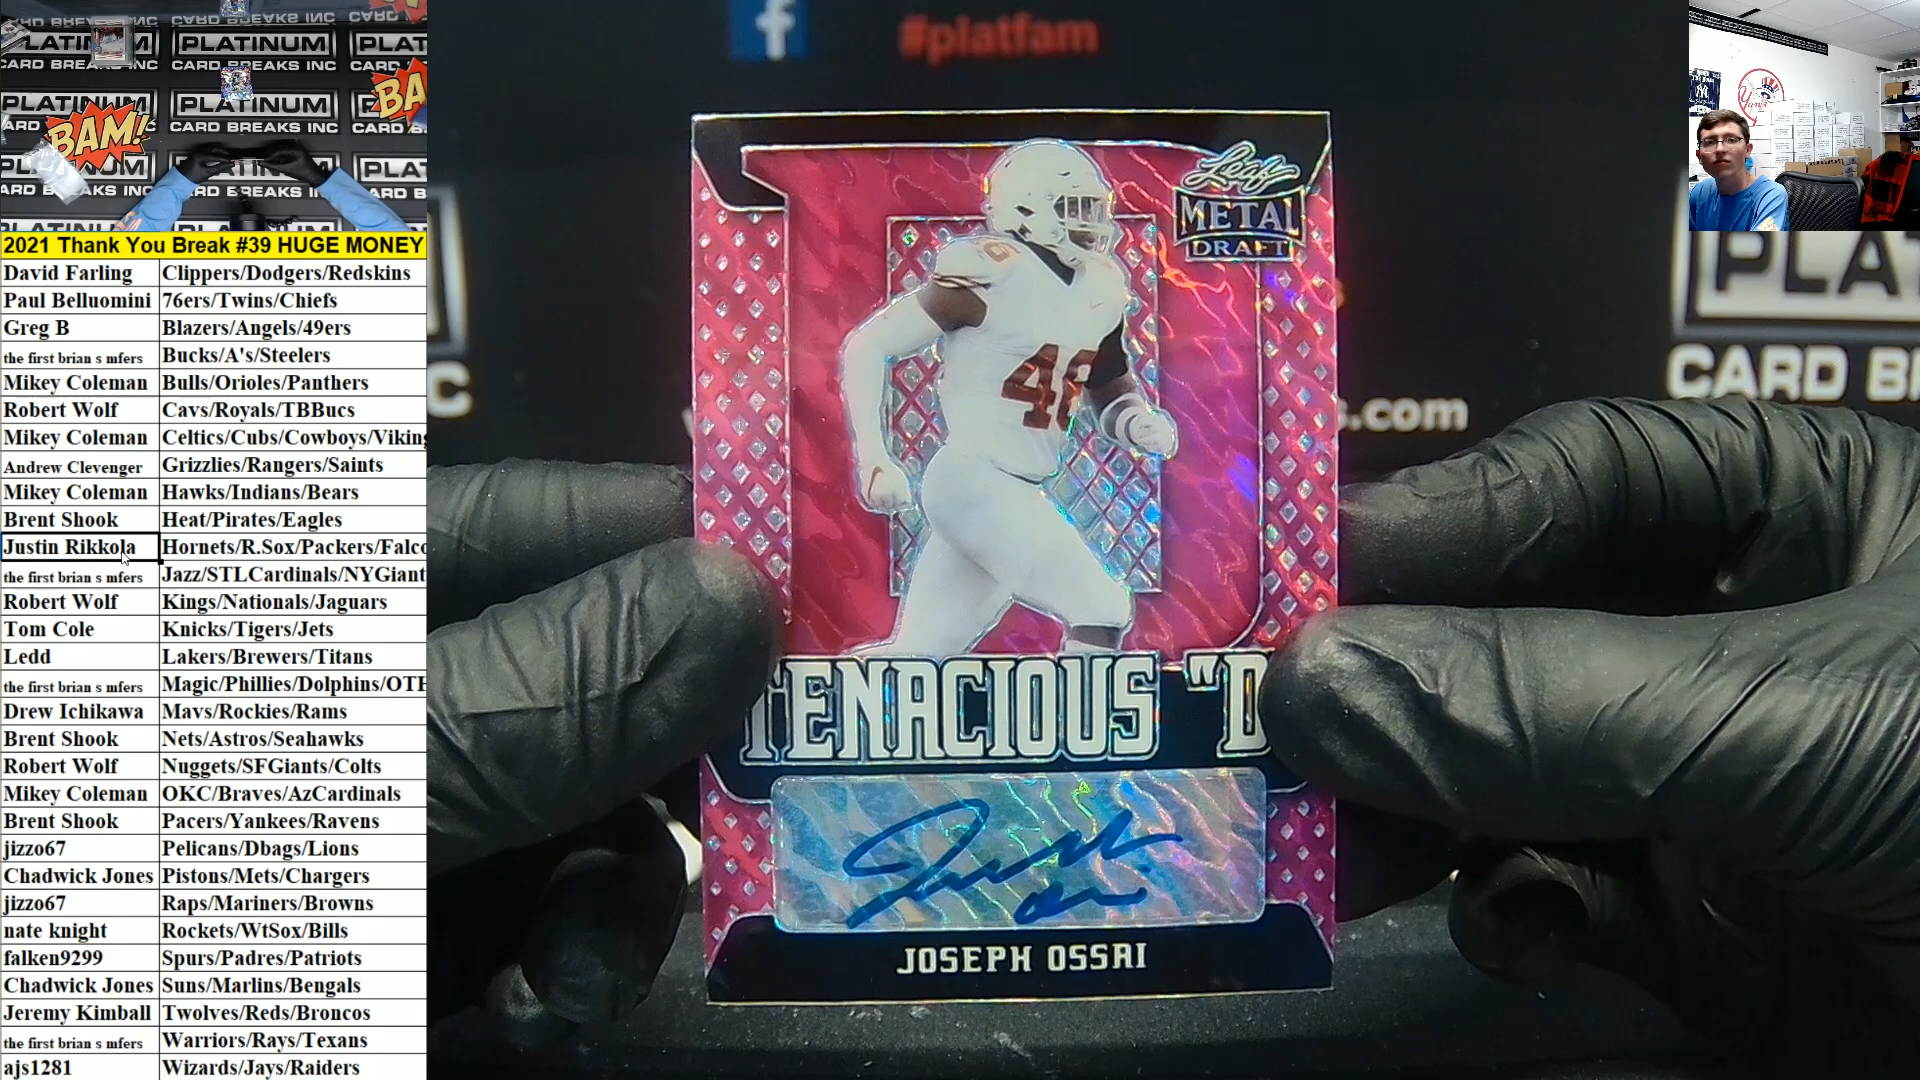 #platfam
PLATINUM
CARD BREAKS INC
PLATINUM
CARD BREAKS INC
BAM!
2021 Thank You Break #39 HUGE MONEY
David Farling Clippers/Dodgers/Redskins
Paul Belluomini 76ers/Twins/Chiefs
Greg B Blazers/Angels/49ers
the first brian s mfers Bucks/A's/Steelers
Mikey Coleman Bulls/Orioles/Panthers
Robert Wolf Cavs/Royals/TBBucs
Mikey Coleman Celtics/Cubs/Cowboys/Viking
Andrew Clevenger Grizzlies/Rangers/Saints
Mikey Coleman Hawks/Indians/Bears
Brent Shook Heat/Pirates/Eagles
Justin Rikkola Hornets/R.Sox/Packers/Falco
the first brian s mfers Jazz/STLCardinals/NYGiant
Robert Wolf Kings/Nationals/Jaguars
Tom Cole Knicks/Tigers/Jets
Ledd Lakers/Brewers/Titans
the first brian s mfers Magic/Phillies/Dolphins/OTH
Drew Ichikawa Mavs/Rockies/Rams
Brent Shook Nets/Astros/Seahawks
Robert Wolf Nuggets/SFGiants/Colts
Mikey Coleman OKC/Braves/AzCardinals
Brent Shook Pacers/Yankees/Ravens
jizzo67 Pelicans/Dbags/Lions
Chadwick Jones Pistons/Mets/Chargers
jizzo67 Raps/Mariners/Browns
nate knight Rockets/WtSox/Bills
falken9299 Spurs/Padres/Patriots
Chadwick Jones Suns/Marlins/Bengals
Jeremy Kimball Twolves/Reds/Broncos
the first brian s mfers Warriors/Rays/Texans
ajs1281 Wizards/Jays/Raiders
Leaf
METAL
DRAFT
46
TENACIOUS "D
JOSEPH OSSAI
PLA
CARD B
s.com